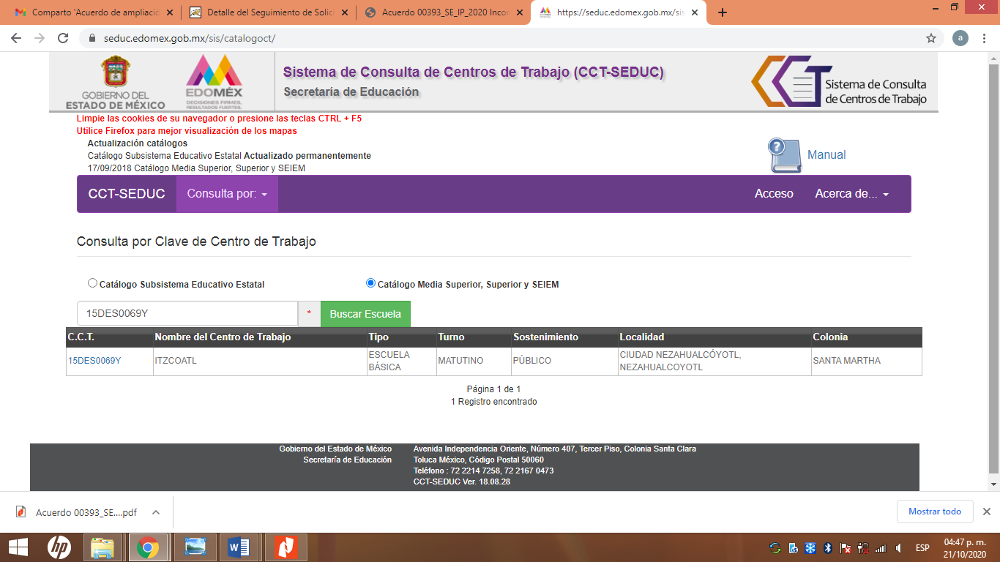 Comparto 'Acuerdo de ampliació
Detalle del Seguimiento de Solici
Acuerdo 00393_SE_IP_2020 Incon
https://seduc.edomex.gob.mx/sis
seduc.edomex.gob.mx/sis/catalogoct/
a
GOBIERNO DEL
ESTADO DE MÉXICO
EDOMÉX
DECISIONES FIRMES,
RESULTADOS FUERTES.
Sistema de Consulta de Centros de Trabajo (CCT-SEDUC)
Secretaría de Educación
CCT
Sistema de Consulta
de Centros de Trabajo
Limpie las cookies de su navegador o presione las teclas CTRL + F5
Utilice Firefox para mejor visualización de los mapas
Actualización catálogos
Catálogo Subsistema Educativo Estatal Actualizado permanentemente
17/09/2018 Catálogo Media Superior, Superior y SEIEM
? Manual
CCT-SEDUC Consulta por: Acceso Acerca de...
Consulta por Clave de Centro de Trabajo
Catálogo Subsistema Educativo Estatal Catálogo Media Superior, Superior y SEIEM
15DES0069Y * Buscar Escuela
C.C.T. Nombre del Centro de Trabajo Tipo Turno Sostenimiento Localidad Colonia
15DES0069Y ITZCOATL ESCUELA BÁSICA MATUTINO PÚBLICO CIUDAD NEZAHUALCÓYOTL, NEZAHUALCOYOTL SANTA MARTHA
Página 1 de 1
1 Registro encontrado
Gobierno del Estado de México
Secretaría de Educación
Avenida Independencia Oriente, Número 407, Tercer Piso, Colonia Santa Clara
Toluca México, Código Postal 50060
Teléfono : 72 2214 7258, 72 2167 0473
CCT-SEDUC Ver. 18.08.28
Acuerdo 00393_SE....pdf
Mostrar todo
hp
W
ESP
04:47 p. m.
21/10/2020